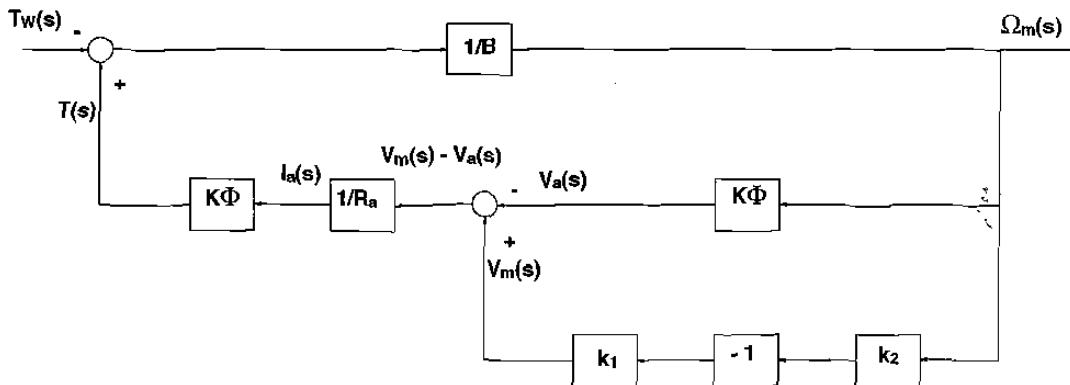 Tw(s)
-
1/B
Ωm(s)
+
T(s)
Vm(s) - Va(s)
Ia(s)
-
Va(s)
KΦ
1/Ra
KΦ
+
Vm(s)
k1
- 1
k2